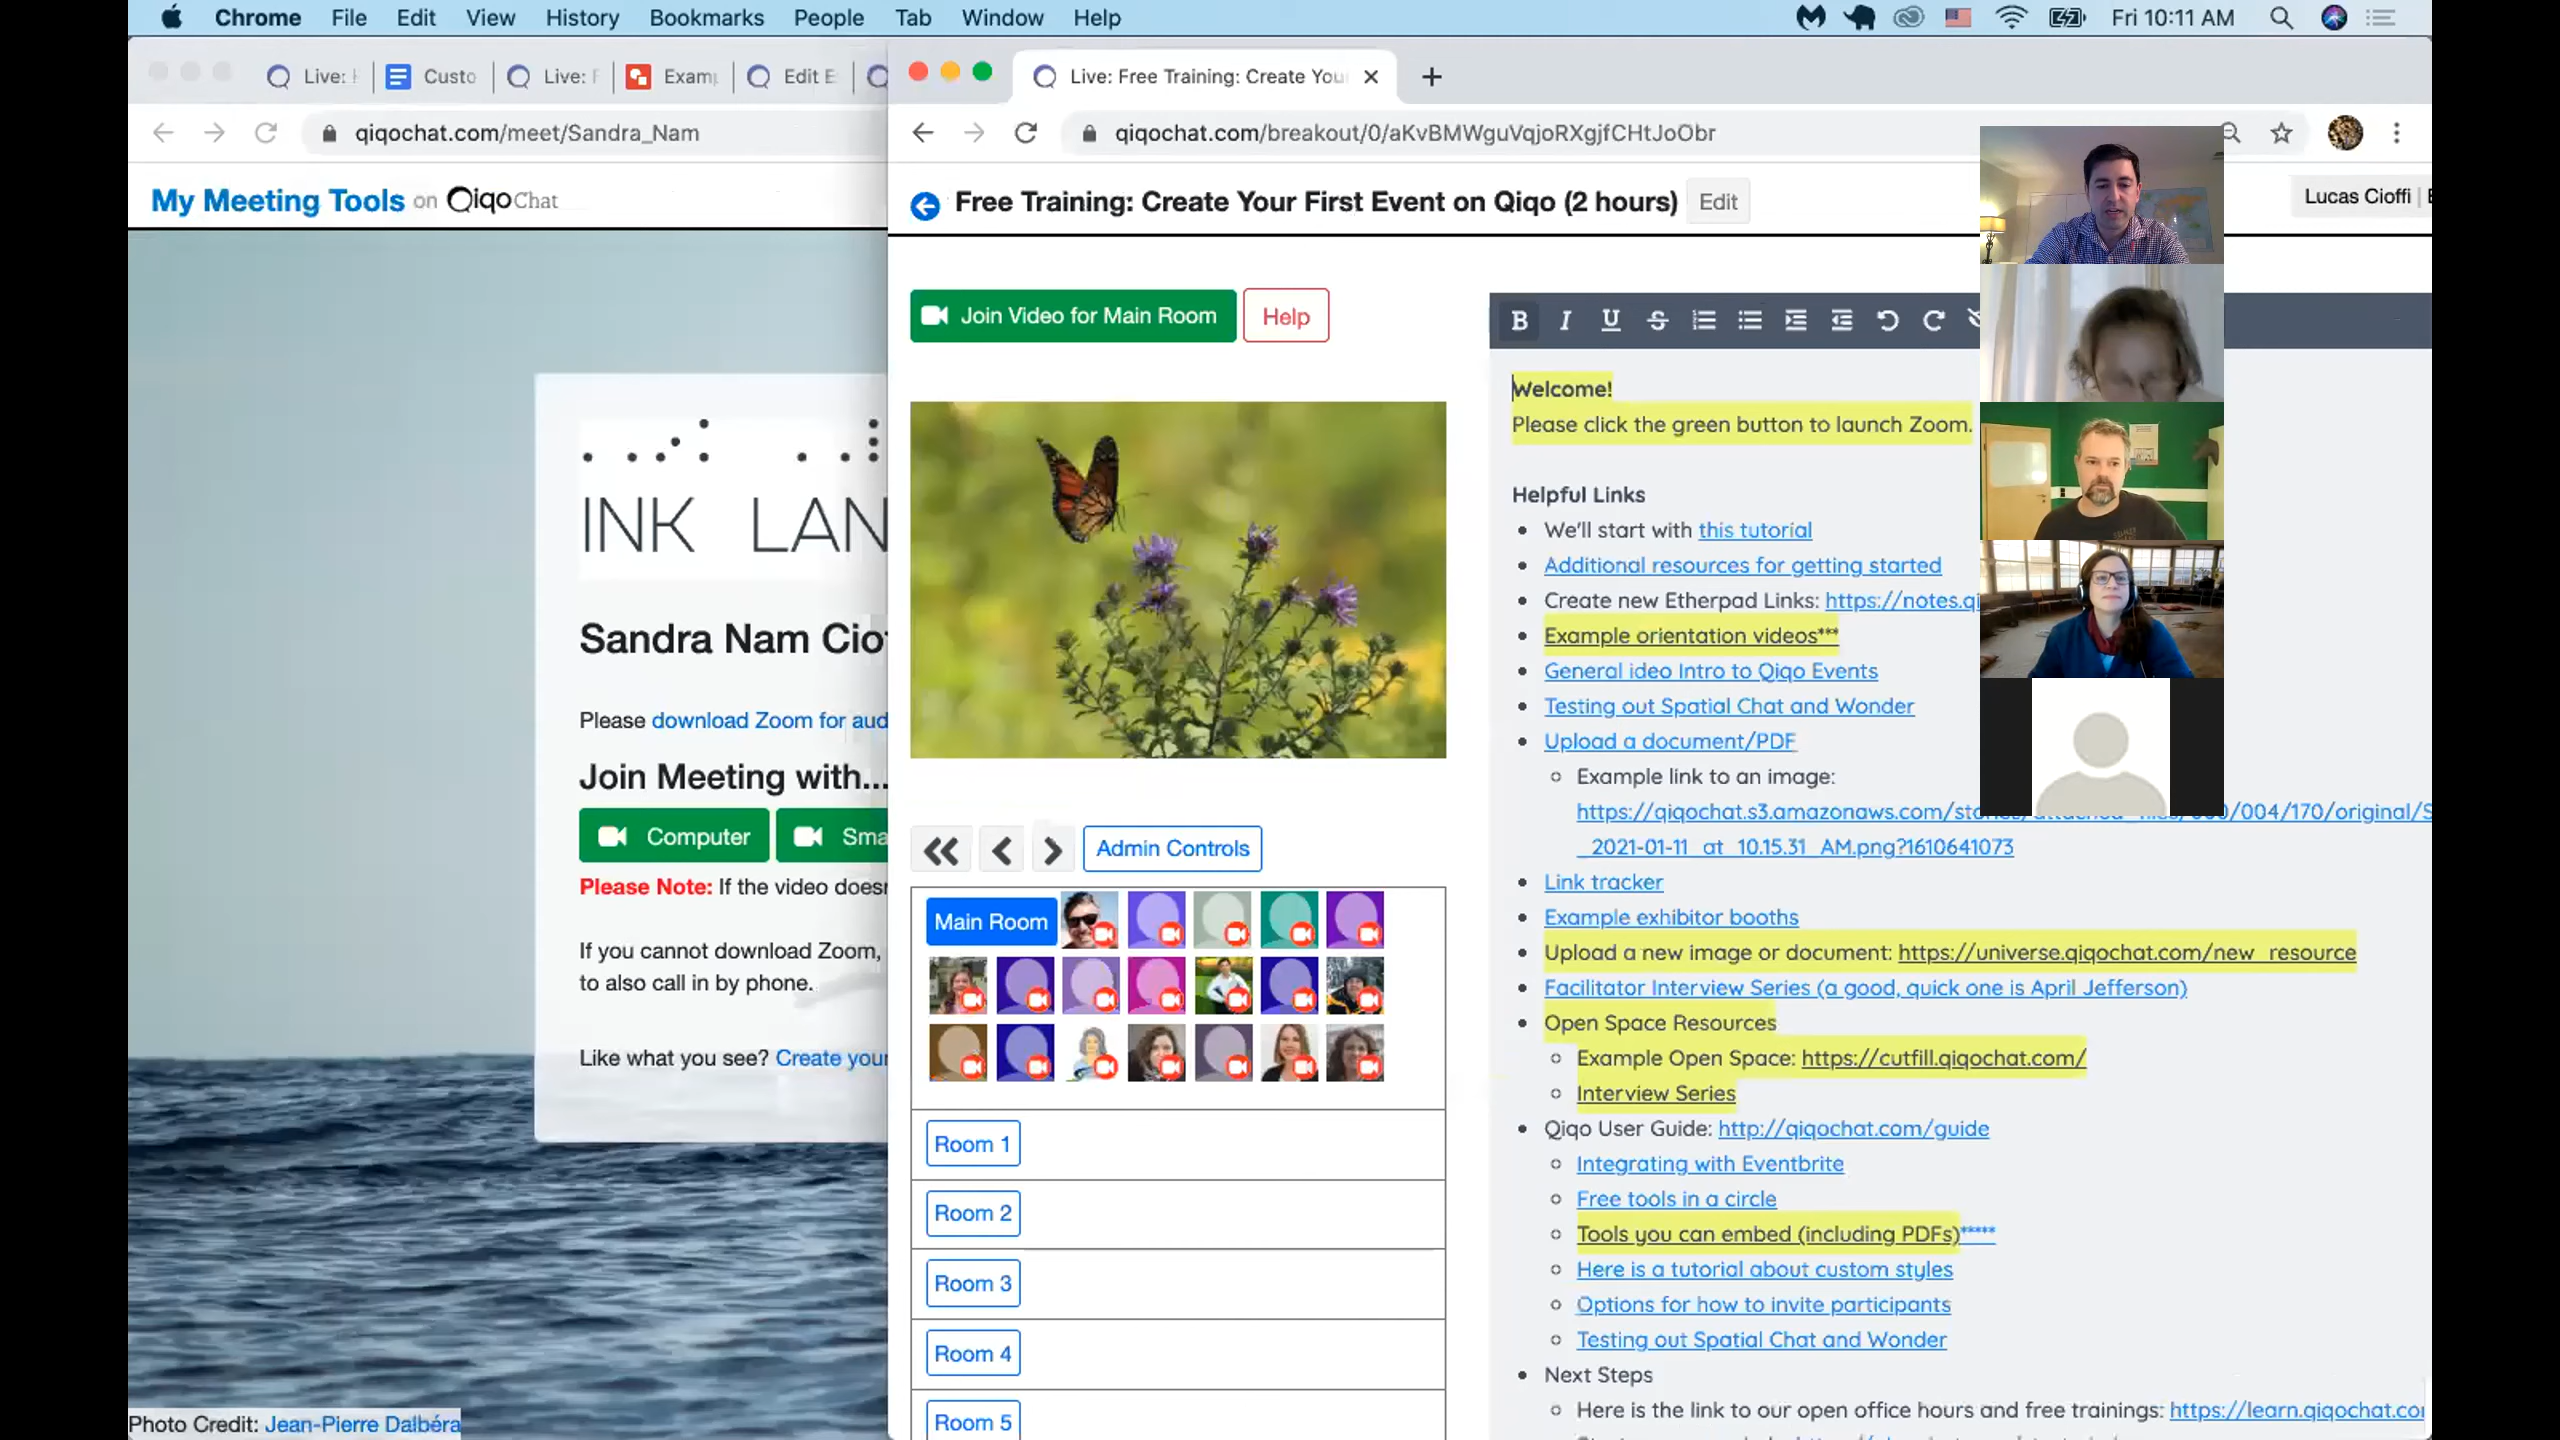 Chrome File Edit View History Bookmarks People Tab Window Help Fri 10:11 AM
Live:
Custo
Live:
Examp
Edit E
Live: Free Training: Create You
qiqochat.com/meet/Sandra_Nam
qiqochat.com/breakout/0/aKvBMWguVqjoRXgjfCHtJoObr
My Meeting Tools on QiqoChat
Free Training: Create Your First Event on Qiqo (2 hours) Edit
Lucas Cioffi
Join Video for Main Room Help
INK LAN
Sandra Nam Cio
Please download Zoom for aud
Join Meeting with...
Computer
Sma
Please Note: If the video does
If you cannot download Zoom,
to also call in by phone.
Like what you see? Create your
Photo Credit: Jean-Pierre Dalbéra
Admin Controls
Main Room
Room 1
Room 2
Room 3
Room 4
Room 5
B I U S
Welcome!
Please click the green button to launch Zoom.
Helpful Links
We'll start with this tutorial
Additional resources for getting started
Create new Etherpad Links: https://notes.qi
Example orientation videos***
General ideo Intro to Qiqo Events
Testing out Spatial Chat and Wonder
Upload a document/PDF
Example link to an image:
https://qiqochat.s3.amazonaws.com/stories/attached_files/000/004/170/original/S
_2021-01-11_at_10.15.31_AM.png?1610641073
Link tracker
Example exhibitor booths
Upload a new image or document: https://universe.qiqochat.com/new_resource
Facilitator Interview Series (a good, quick one is April Jefferson)
Open Space Resources
Example Open Space: https://cutfill.qiqochat.com/
Interview Series
Qiqo User Guide: http://qiqochat.com/guide
Integrating with Eventbrite
Free tools in a circle
Tools you can embed (including PDFs)*****
Here is a tutorial about custom styles
Options for how to invite participants
Testing out Spatial Chat and Wonder
Next Steps
Here is the link to our open office hours and free trainings: https://learn.qiqochat.co